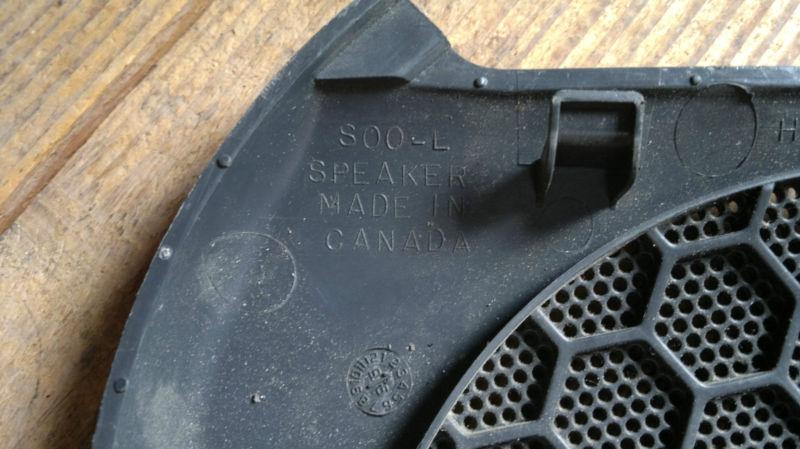 S00-L
SPEAKER
MADE IN
CANADA
H